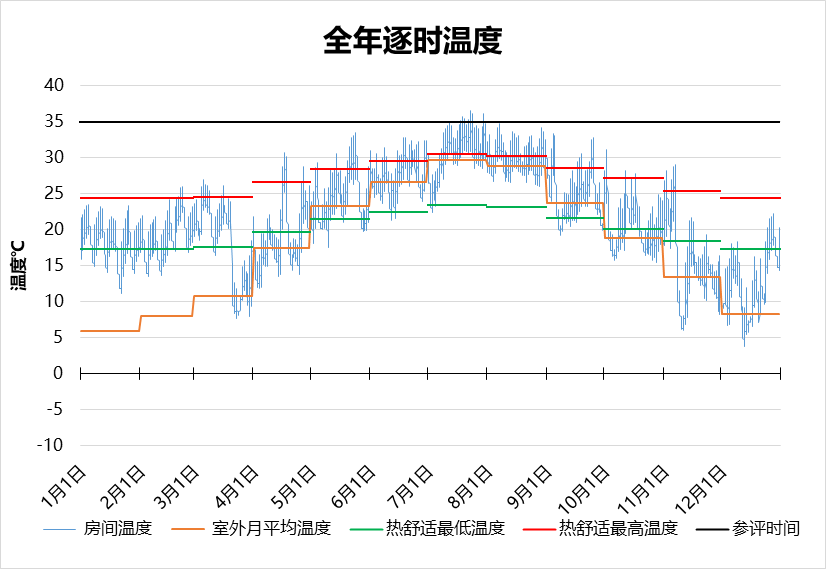 全年逐时温度
温度℃
40
35
30
25
20
15
10
5
0
-5
-10
1月1日
2月1日
3月1日
4月1日
5月1日
6月1日
7月1日
8月1日
9月1日
10月1日
11月1日
12月1日
房间温度 室外月平均温度 热舒适最低温度 热舒适最高温度 参评时间